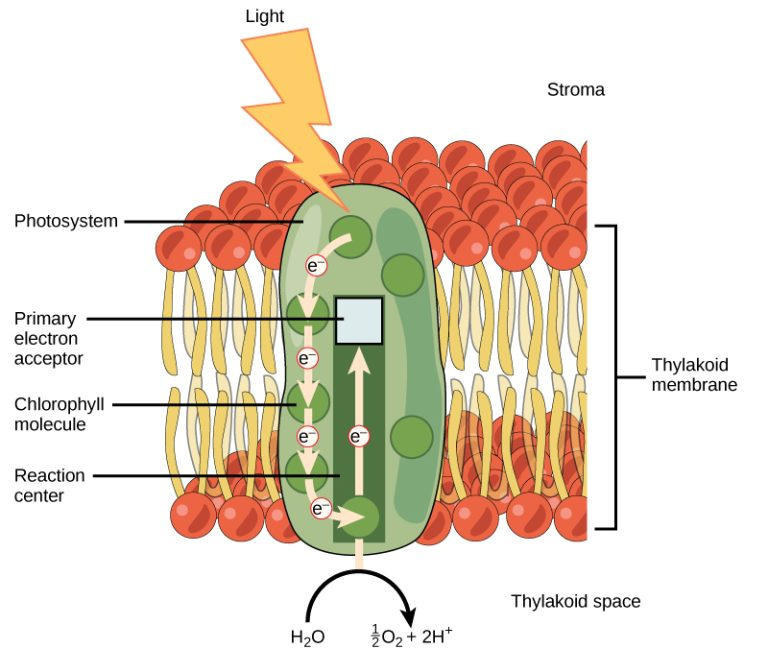 Light
Stroma
Photosystem
e⁻
Primary
electron
acceptor
e⁻
Thylakoid
membrane
Chlorophyll
molecule
e⁻
e⁻
Reaction
center
e⁻
Thylakoid space
H₂O
½O₂ + 2H⁺